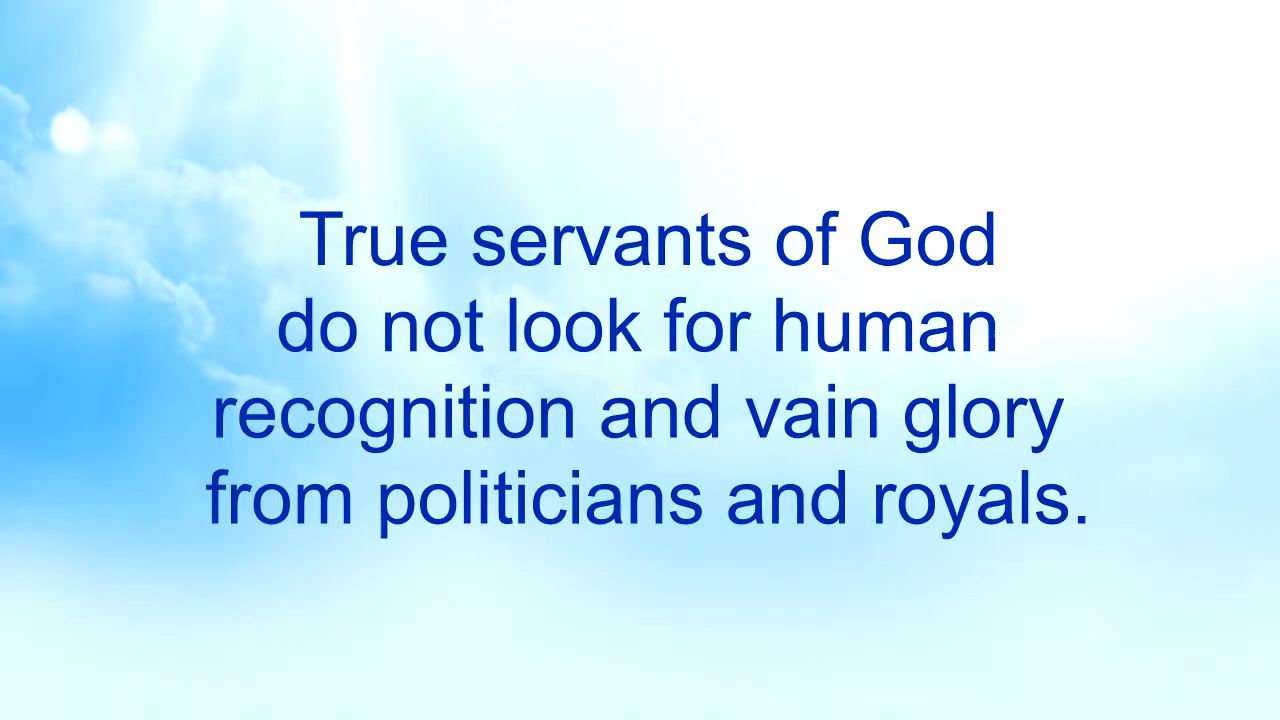 True servants of God
do not look for human
recognition and vain glory
from politicians and royals.